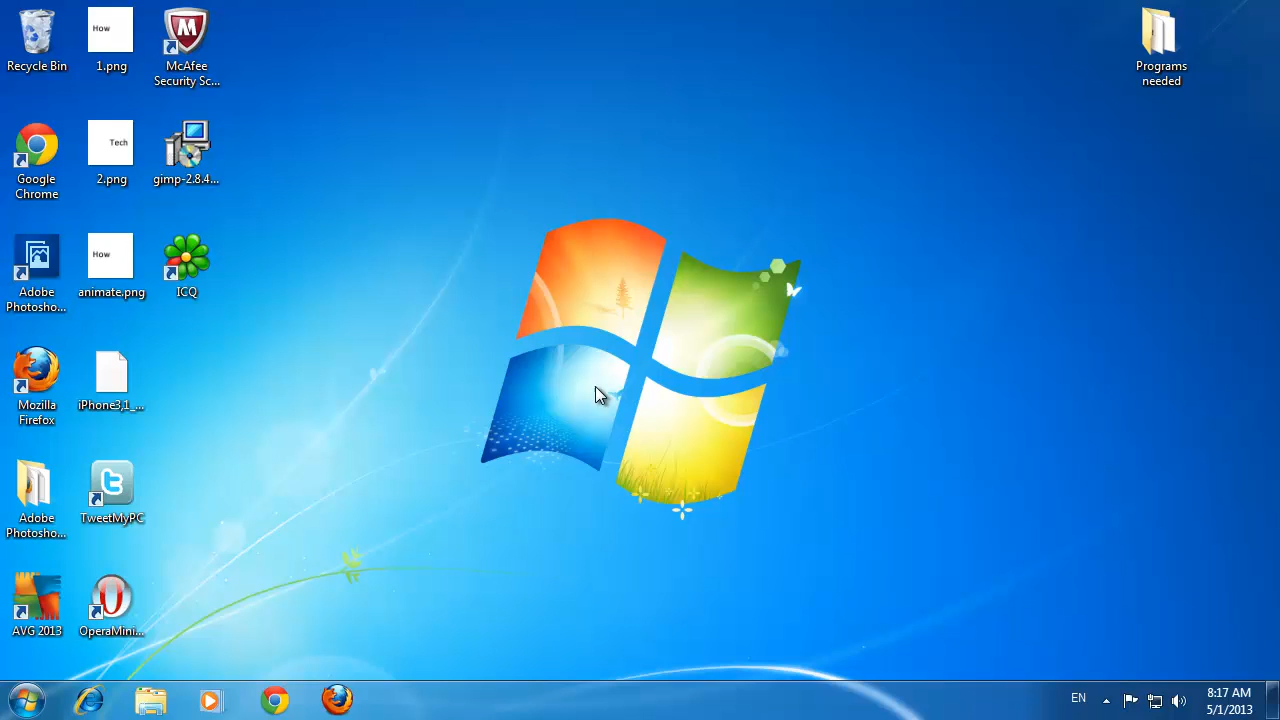 Recycle Bin
How
1.png
McAfee
Security Sc...
Programs
needed
Google
Chrome
Tech
2.png
gimp-2.8.4...
Adobe
Photosho...
How
animate.png
ICQ
Mozilla
Firefox
iPhone3,1_...
Adobe
Photosho...
t
TweetMyPC
AVG 2013
OperaMini...
EN
8:17 AM
5/1/2013